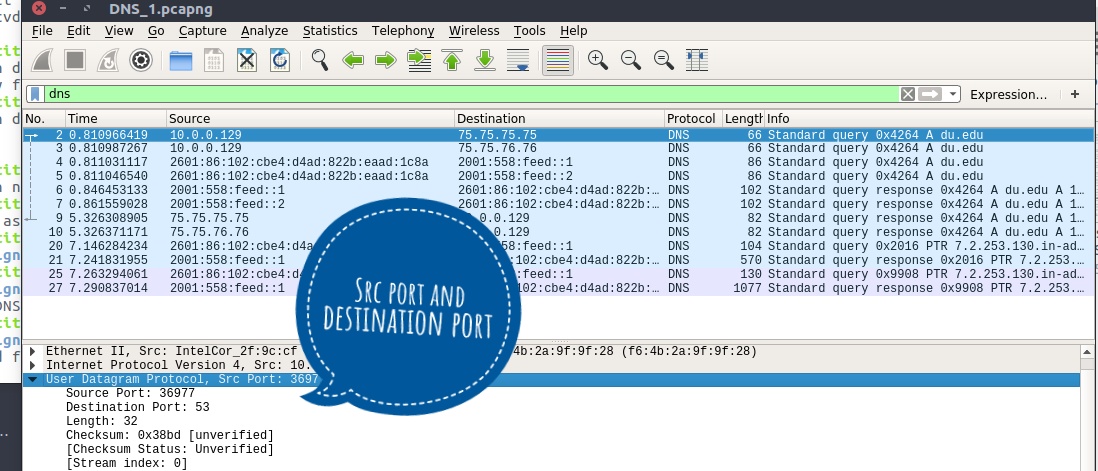 DNS_1.pcapng
File Edit View Go Capture Analyze Statistics Telephony Wireless Tools Help
dns Expression… +
No. Time Source Destination Protocol Length Info
2 0.810966419 10.0.0.129 75.75.75.75 DNS 66 Standard query 0x4264 A du.edu
3 0.810987267 10.0.0.129 75.75.76.76 DNS 66 Standard query 0x4264 A du.edu
4 0.811031117 2601:86:102:cbe4:d4ad:822b:eaad:1c8a 2001:558:feed::1 DNS 86 Standard query 0x4264 A du.edu
5 0.811046540 2601:86:102:cbe4:d4ad:822b:eaad:1c8a 2001:558:feed::2 DNS 86 Standard query 0x4264 A du.edu
6 0.846453133 2001:558:feed::1 2601:86:102:cbe4:d4ad:822b:… DNS 102 Standard query response 0x4264 A du.edu A 1…
7 0.861559028 2001:558:feed::2 2601:86:102:cbe4:d4ad:822b:… DNS 102 Standard query response 0x4264 A du.edu A 1…
9 5.326308905 75.75.75.75 .0.0.129 DNS 82 Standard query response 0x4264 A du.edu A 1…
10 5.326371171 75.75.76.76 .0.129 DNS 82 Standard query response 0x4264 A du.edu A 1…
20 7.146284234 2601:86:102:cbe4:d4ad :feed::1 DNS 104 Standard query 0x2016 PTR 7.2.253.130.in-ad…
21 7.241831955 2001:558:feed::1 :102:cbe4:d4ad:822b:… DNS 570 Standard query response 0x2016 PTR 7.2.253.…
25 7.263294061 2601:86:102:cbe4:d :feed::1 DNS 130 Standard query 0x9908 PTR 7.2.253.130.in-ad…
27 7.290837014 2001:558:feed::1 :102:cbe4:d4ad:822b:… DNS 1077 Standard query response 0x9908 PTR 7.2.253.…
Src port and
destination port
Ethernet II, Src: IntelCor_2f:9c:cf 4b:2a:9f:9f:28 (f6:4b:2a:9f:9f:28)
Internet Protocol Version 4, Src: 10.
User Datagram Protocol, Src Port: 3697
Source Port: 36977
Destination Port: 53
Length: 32
Checksum: 0x38bd [unverified]
[Checksum Status: Unverified]
[Stream index: 0]